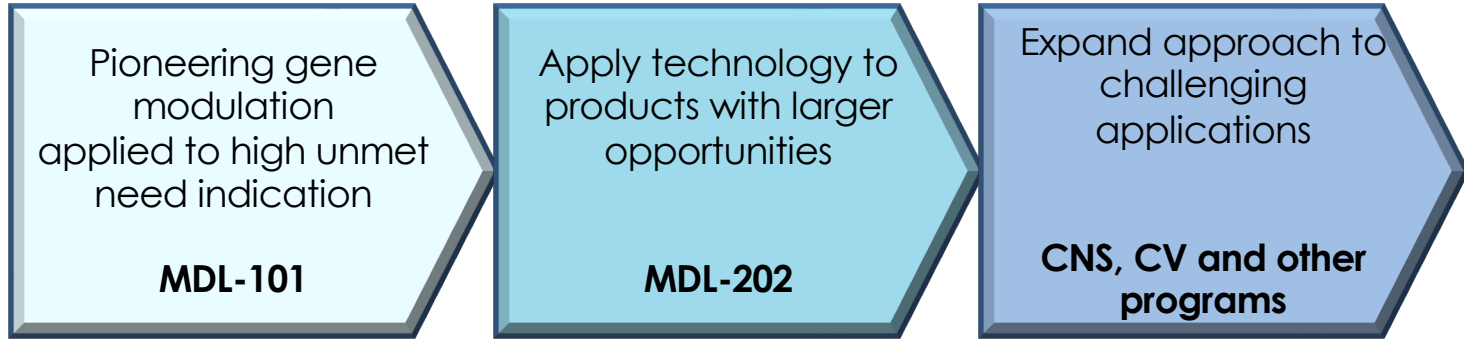 Pioneering gene
modulation
applied to high unmet
need indication
MDL-101
Apply technology to
products with larger
opportunities
MDL-202
Expand approach to
challenging
applications
CNS, CV and other
programs